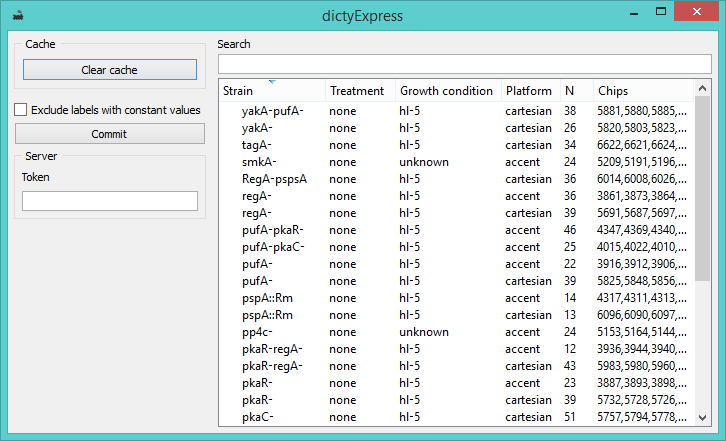 dictyExpress
Cache
Clear cache
Exclude labels with constant values
Commit
Server
Token
Search
Strain Treatment Growth condition Platform N Chips
yakA-pufA- none hl-5 cartesian 38 5881,5880,5885,...
yakA- none hl-5 cartesian 26 5820,5803,5823,...
tagA- none hl-5 cartesian 34 6622,6621,6624,...
smkA- none unknown accent 24 5209,5191,5196,...
RegA-pspsA none hl-5 cartesian 36 6014,6008,6026,...
regA- none hl-5 accent 36 3861,3873,3864,...
regA- none hl-5 cartesian 39 5691,5687,5697,...
pufA-pkaR- none hl-5 accent 46 4347,4369,4340,...
pufA-pkaC- none hl-5 accent 25 4015,4022,4010,...
pufA- none hl-5 accent 22 3916,3912,3906,...
pufA- none hl-5 cartesian 39 5825,5848,5856,...
pspA::Rm none hl-5 accent 14 4317,4311,4313,...
pspA::Rm none hl-5 cartesian 13 6096,6090,6097,...
pp4c- none unknown accent 24 5153,5164,5144,...
pkaR-regA- none hl-5 accent 12 3936,3944,3940,...
pkaR-regA- none hl-5 cartesian 43 5983,5980,5960,...
pkaR- none hl-5 accent 23 3887,3893,3898,...
pkaR- none hl-5 cartesian 39 5732,5728,5726,...
pkaC- none hl-5 cartesian 51 5757,5794,5778,...